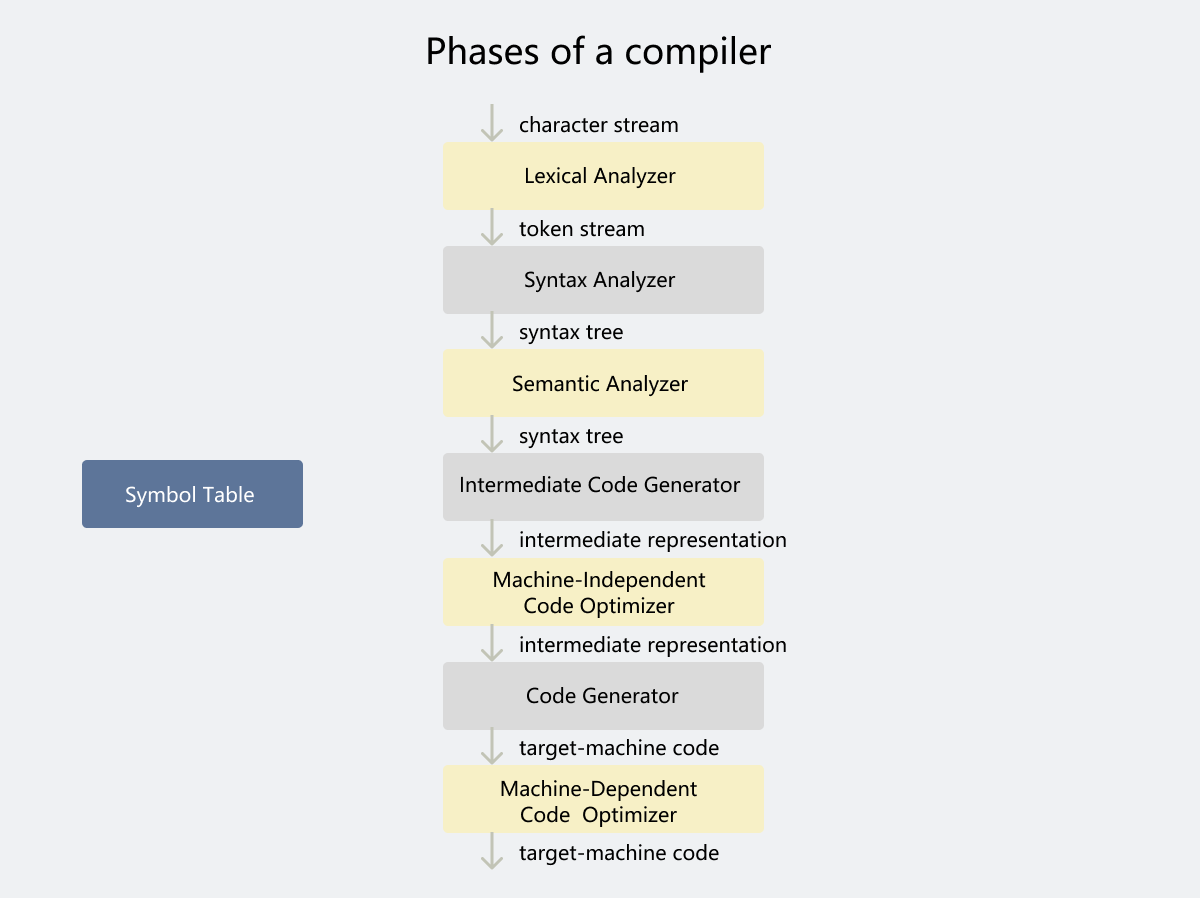 Phases of a compiler
character stream
Lexical Analyzer
token stream
Syntax Analyzer
syntax tree
Semantic Analyzer
syntax tree
Symbol Table
Intermediate Code Generator
intermediate representation
Machine-Independent
Code Optimizer
intermediate representation
Code Generator
target-machine code
Machine-Dependent
Code  Optimizer
target-machine code